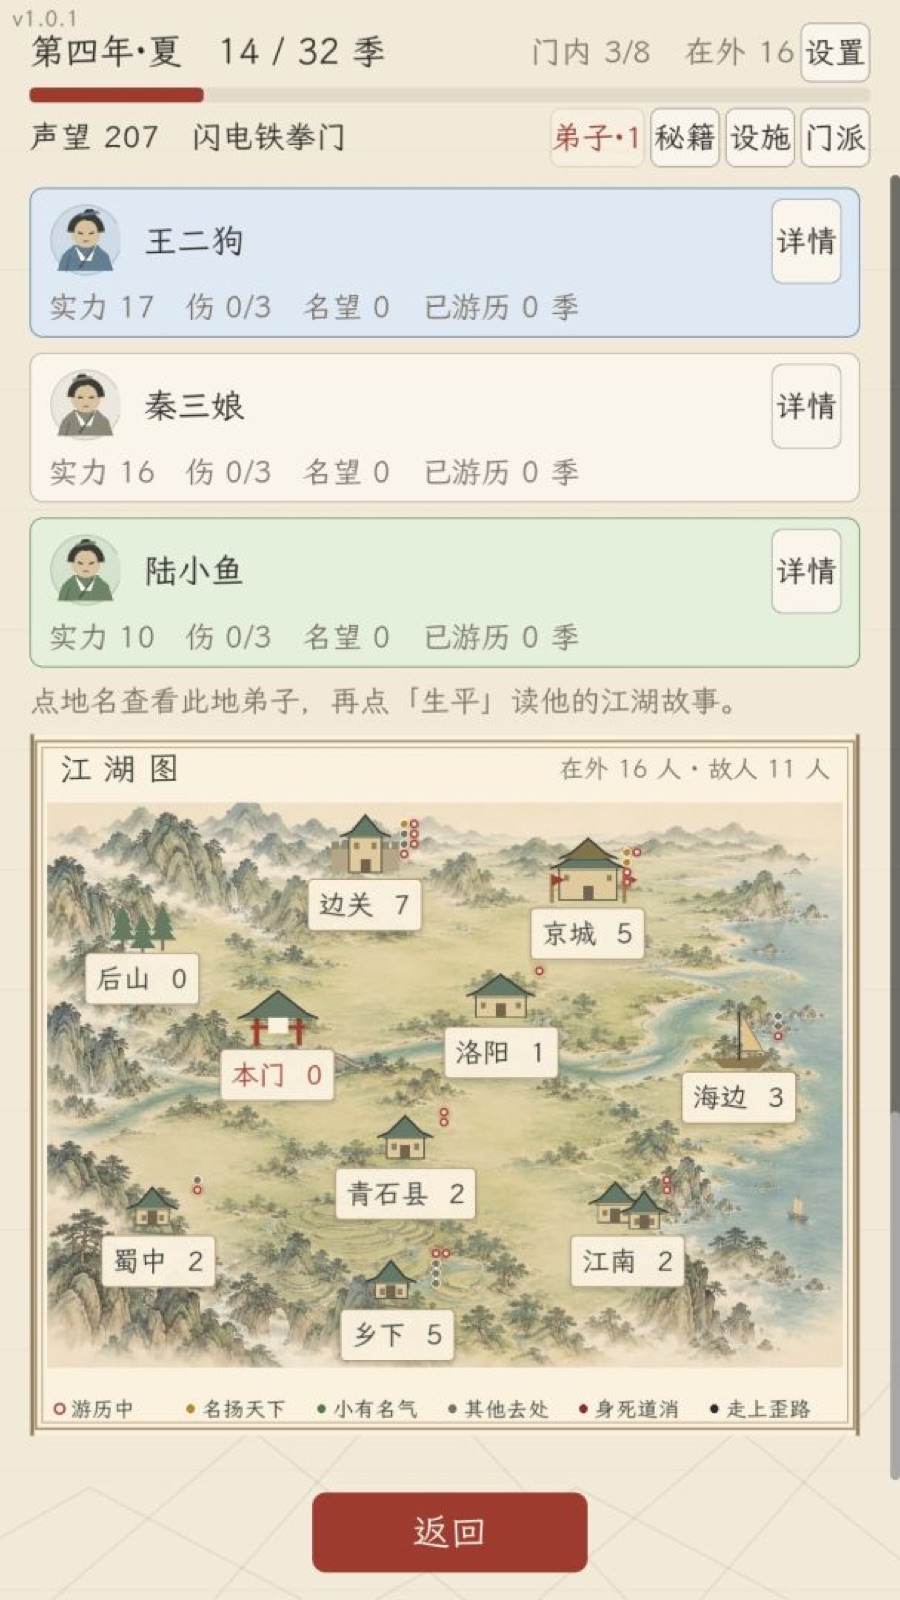 v1.0.1
第四年·夏 14 / 32 季 门内 3/8 在外 16 设置
声望 207 闪电铁拳门 弟子·1 秘籍 设施 门派
王二狗 详情
实力 17 伤 0/3 名望 0 已游历 0 季
秦三娘 详情
实力 16 伤 0/3 名望 0 已游历 0 季
陆小鱼 详情
实力 10 伤 0/3 名望 0 已游历 0 季
点地名查看此地弟子，再点「生平」读他的江湖故事。
江湖图 在外 16 人·故人 11 人
边关 7
京城 5
后山 0
洛阳 1
本门 0
海边 3
青石县 2
蜀中 2
江南 2
乡下 5
游历中 名扬天下 小有名气 其他去处 身死道消 走上歪路
返回